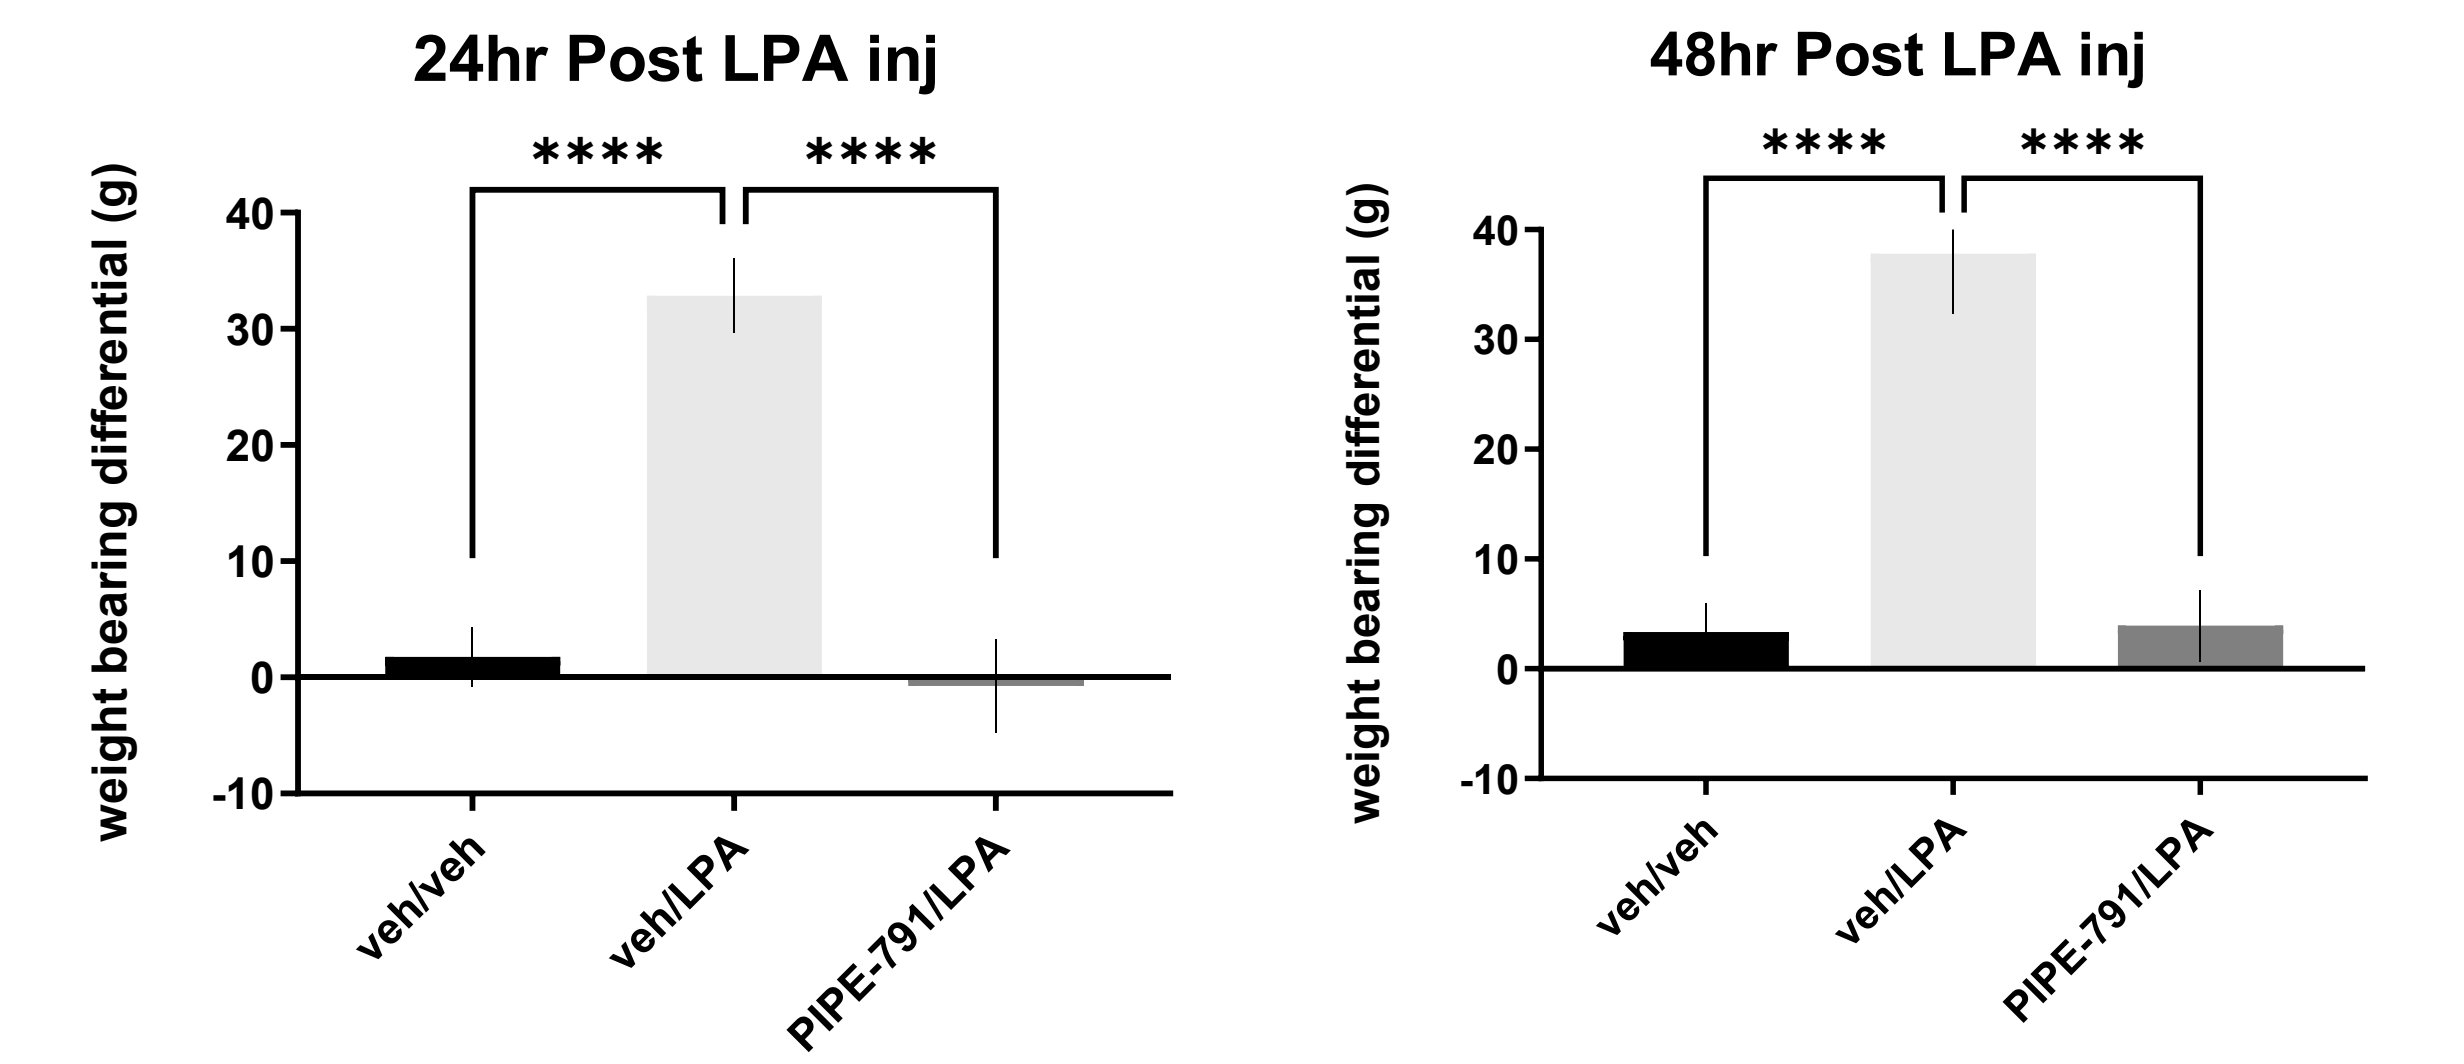 24hr Post LPA inj
**** ****
weight bearing differential (g)
40
30
20
10
0
-10
veh/veh
veh/LPA
PIPE-791/LPA
48hr Post LPA inj
**** ****
weight bearing differential (g)
40
30
20
10
0
-10
veh/veh
veh/LPA
PIPE-791/LPA